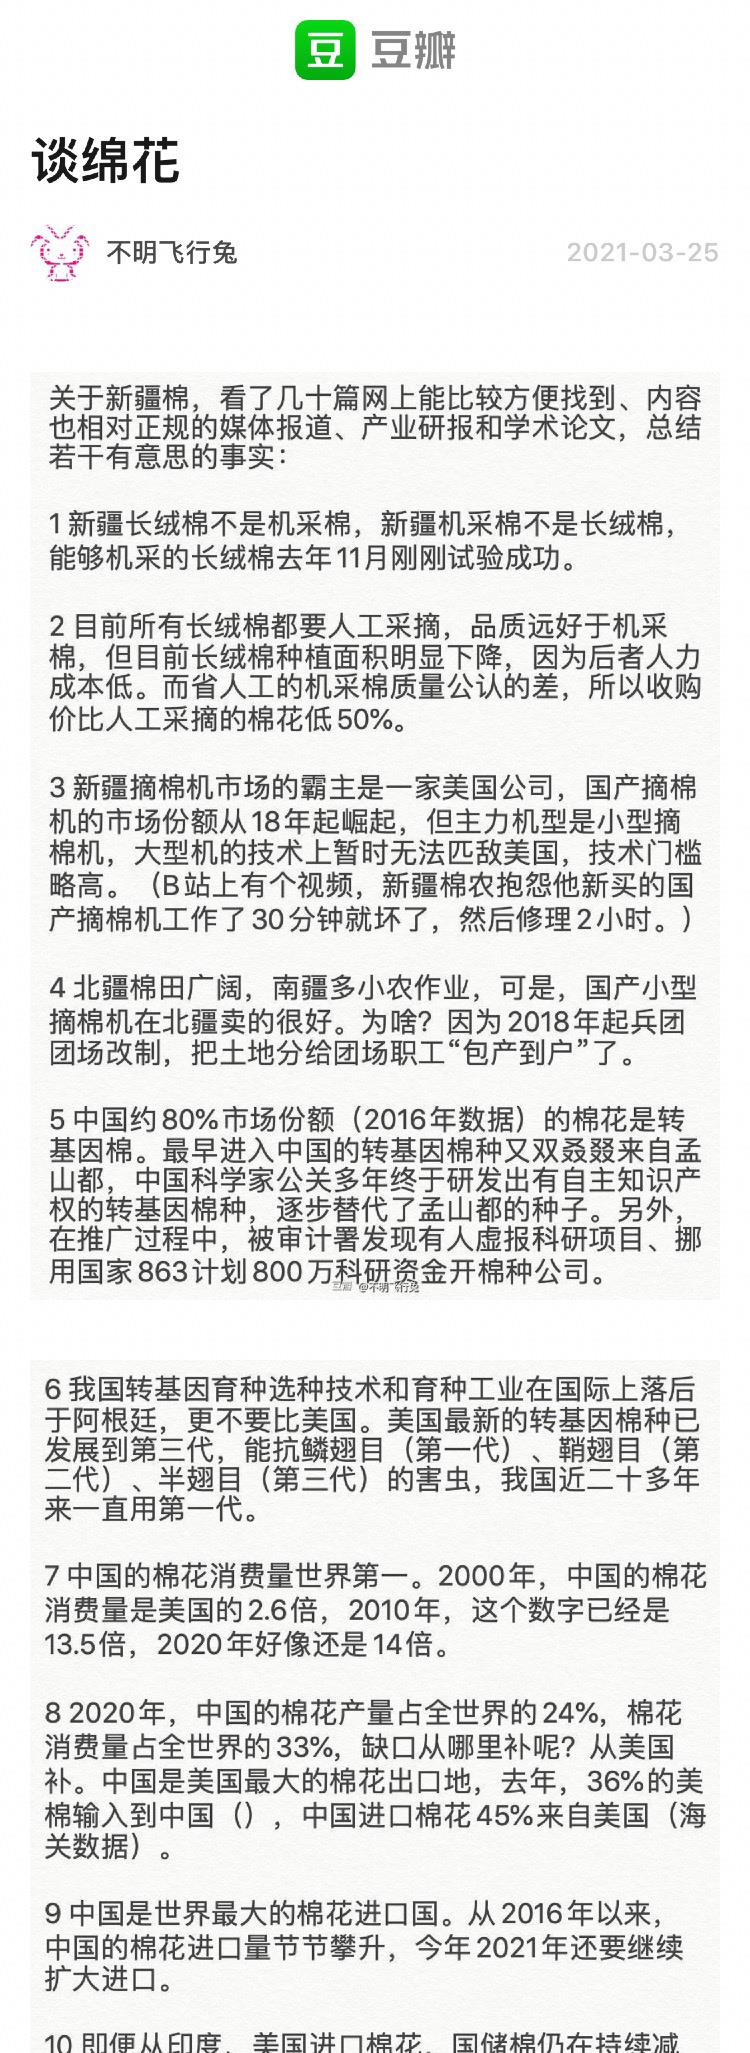 豆 豆瓣
谈绵花
不明飞行兔 2021-03-25
关于新疆棉，看了几十篇网上能比较方便找到、内容
也相对正规的媒体报道、产业研报和学术论文，总结
若干有意思的事实：
1 新疆长绒棉不是机采棉，新疆机采棉不是长绒棉，
能够机采的长绒棉去年11月刚刚试验成功。
2 目前所有长绒棉都要人工采摘，品质远好于机采
棉，但目前长绒棉种植面积明显下降，因为后者人力
成本低。而省人工的机采棉质量公认的差，所以收购
价比人工采摘的棉花低50%。
3 新疆摘棉机市场的霸主是一家美国公司，国产摘棉
机的市场份额从18年起崛起，但主力机型是小型摘
棉机，大型机的技术上暂时无法匹敌美国，技术门槛
略高。（B站上有个视频，新疆棉农抱怨他新买的国
产摘棉机工作了30分钟就坏了，然后修理2小时。）
4 北疆棉田广阔，南疆多小农作业，可是，国产小型
摘棉机在北疆卖的很好。为啥？因为2018年起兵团
团场改制，把土地分给团场职工“包产到户”了。
5 中国约80%市场份额（2016年数据）的棉花是转
基因棉。最早进入中国的转基因棉种又双叒叕来自孟
山都，中国科学家公关多年终于研发出有自主知识产
权的转基因棉种，逐步替代了孟山都的种子。另外，
在推广过程中，被审计署发现有人虚报科研项目、挪
用国家863计划800万科研资金开棉种公司。
豆瓣 @不明飞行兔
6 我国转基因育种选种技术和育种工业在国际上落后
于阿根廷，更不要比美国。美国最新的转基因棉种已
发展到第三代，能抗鳞翅目（第一代）、鞘翅目（第
二代）、半翅目（第三代）的害虫，我国近二十多年
来一直用第一代。
7 中国的棉花消费量世界第一。2000年，中国的棉花
消费量是美国的2.6倍，2010年，这个数字已经是
13.5倍，2020年好像还是14倍。
8 2020年，中国的棉花产量占全世界的24%，棉花
消费量占全世界的33%，缺口从哪里补呢？从美国
补。中国是美国最大的棉花出口地，去年，36%的美
棉输入到中国（），中国进口棉花45%来自美国（海
关数据）。
9 中国是世界最大的棉花进口国。从2016年以来，
中国的棉花进口量节节攀升，今年2021年还要继续
扩大进口。
10 即便从印度、美国进口棉花，国储棉仍在持续减